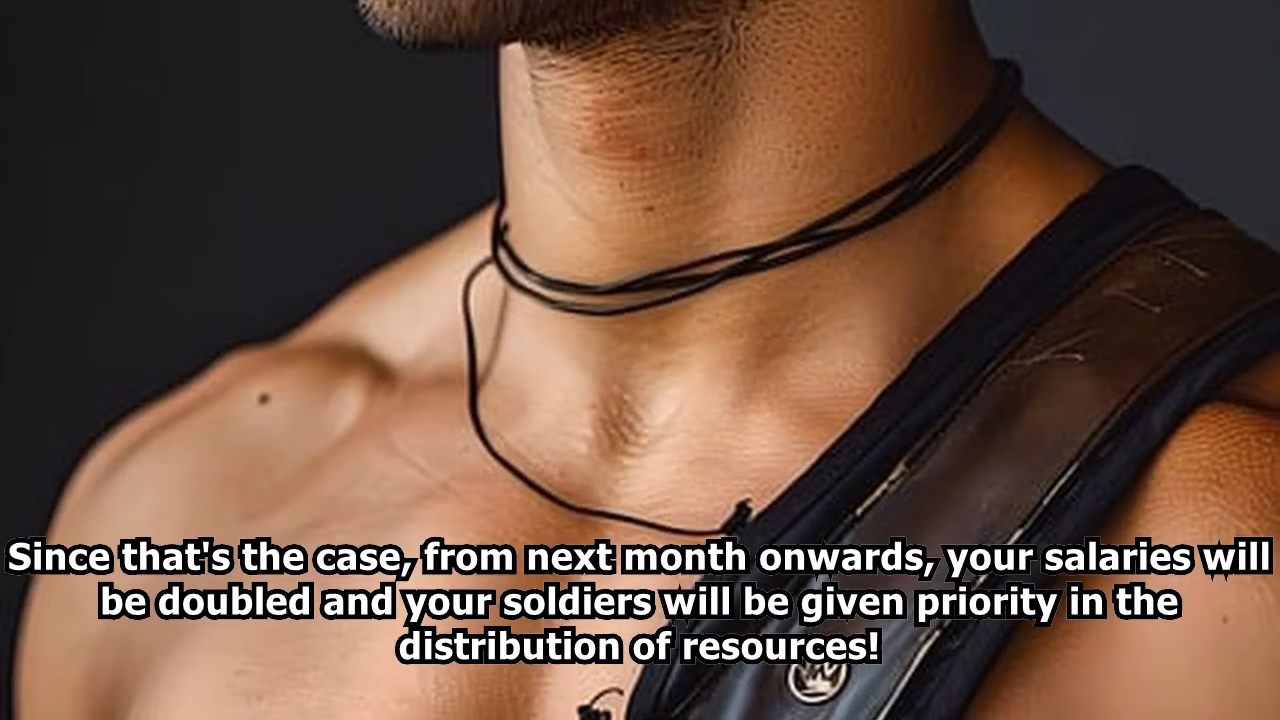 Since that's the case, from next month onwards, your salaries will
be doubled and your soldiers will be given priority in the
distribution of resources!